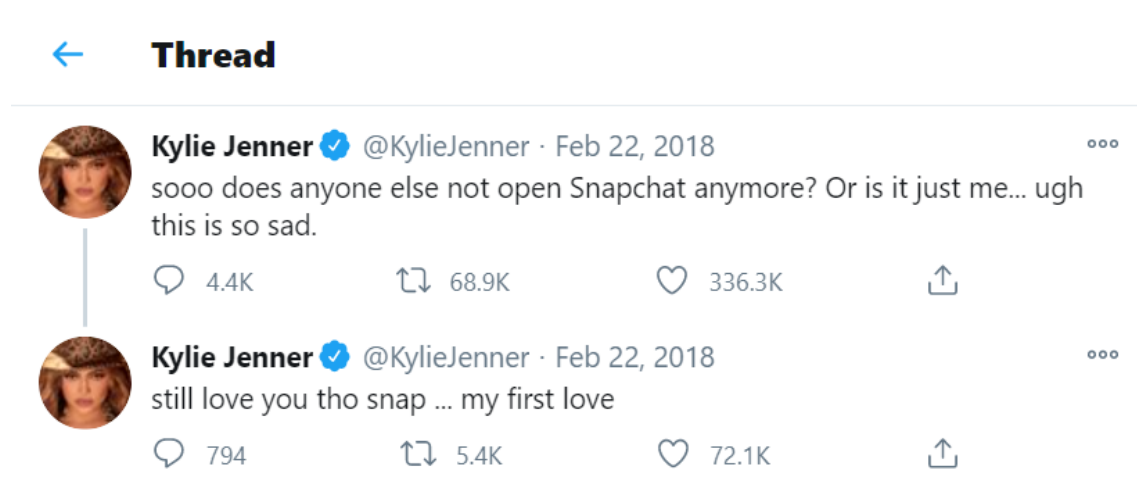 Thread
Kylie Jenner @KylieJenner · Feb 22, 2018
sooo does anyone else not open Snapchat anymore? Or is it just me... ugh
this is so sad.
4.4K 68.9K 336.3K
Kylie Jenner @KylieJenner · Feb 22, 2018
still love you tho snap ... my first love
794 5.4K 72.1K